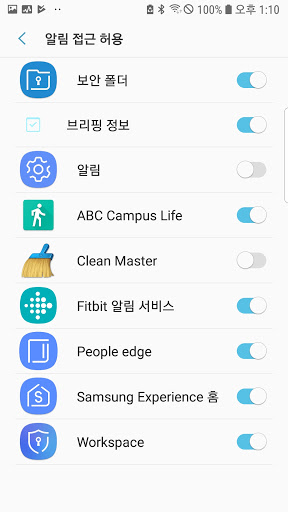 100% 오후 1:10
알림 접근 허용
보안 폴더
브리핑 정보
알림
ABC Campus Life
Clean Master
Fitbit 알림 서비스
People edge
Samsung Experience 홈
Workspace